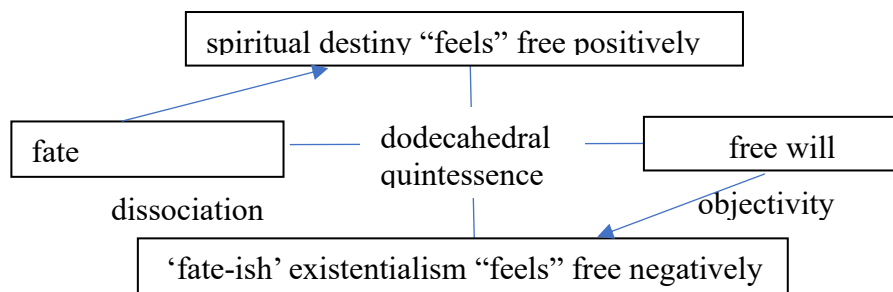 spiritual destiny “feels” free positively
fate
dodecahedral
quintessence
free will
dissociation
objectivity
‘fate-ish’ existentialism “feels” free negatively